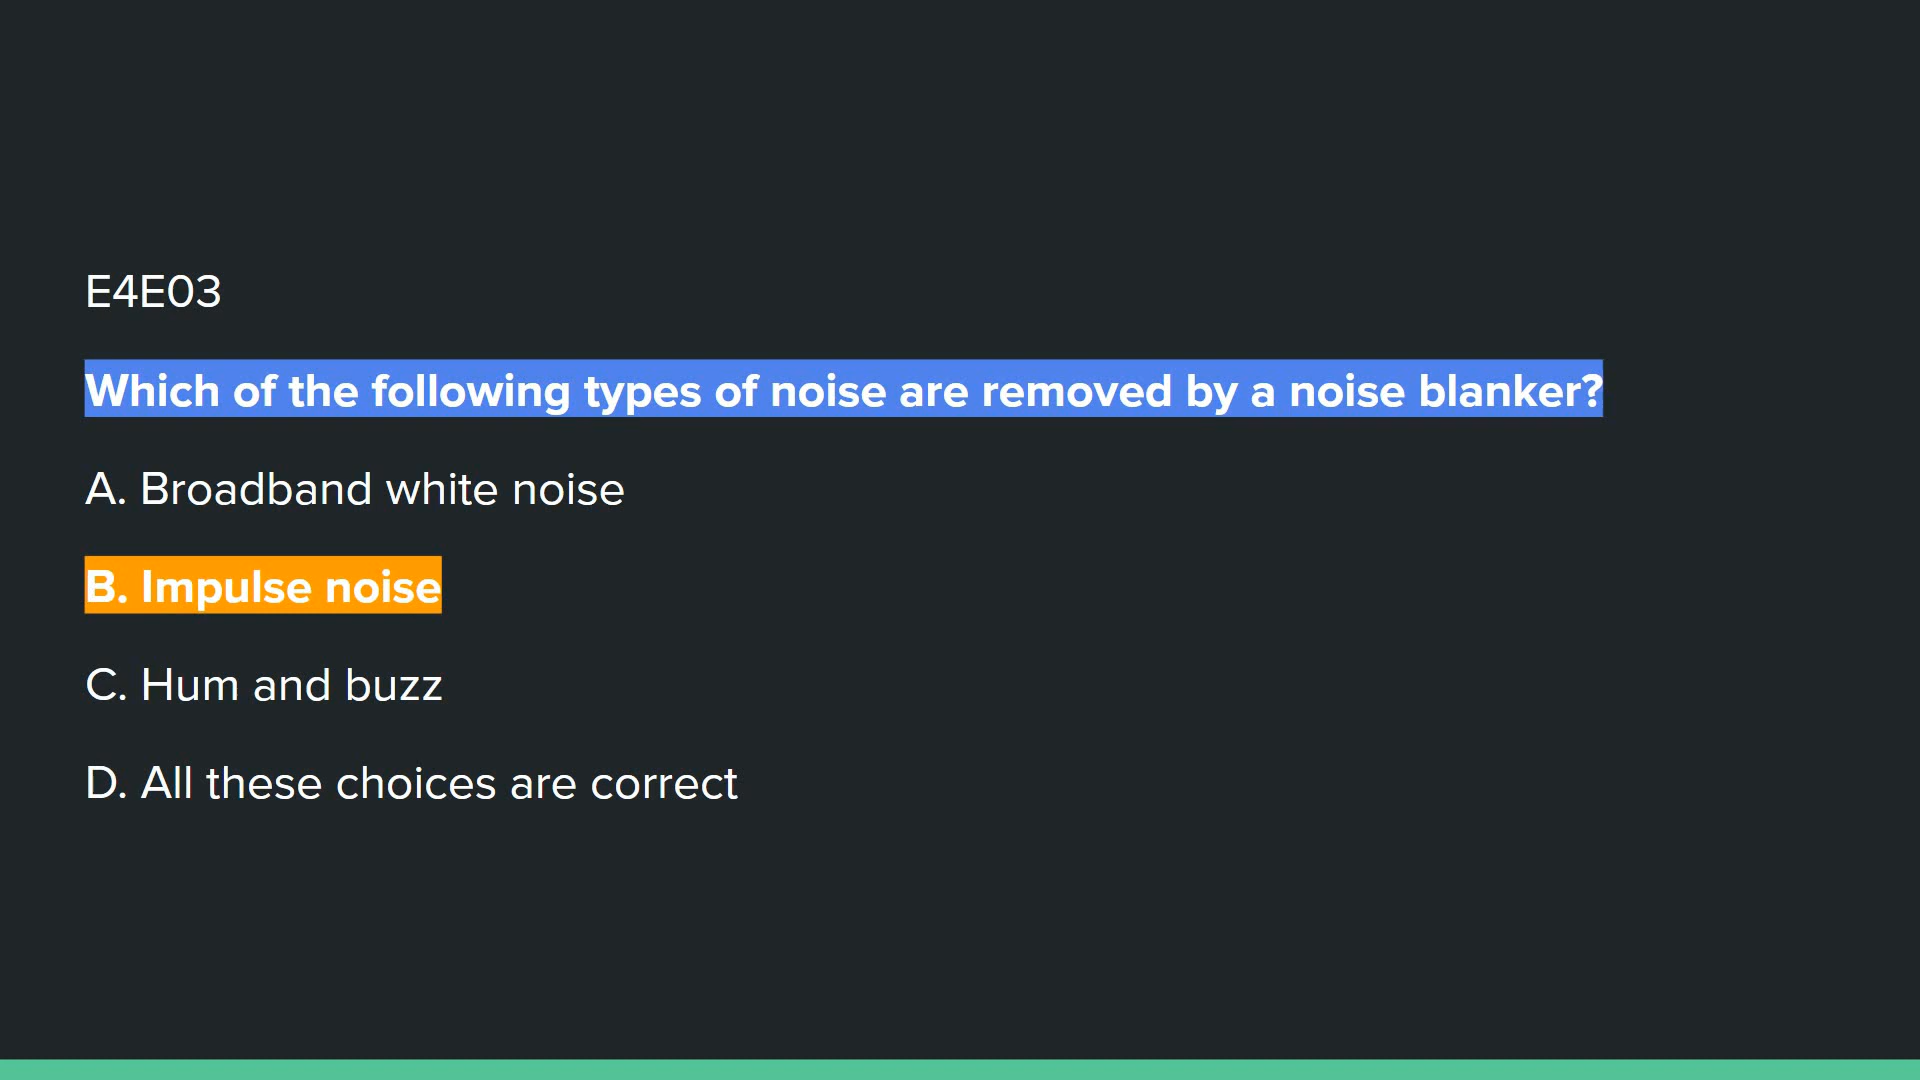 E4E03
Which of the following types of noise are removed by a noise blanker?
A. Broadband white noise
B. Impulse noise
C. Hum and buzz
D. All these choices are correct